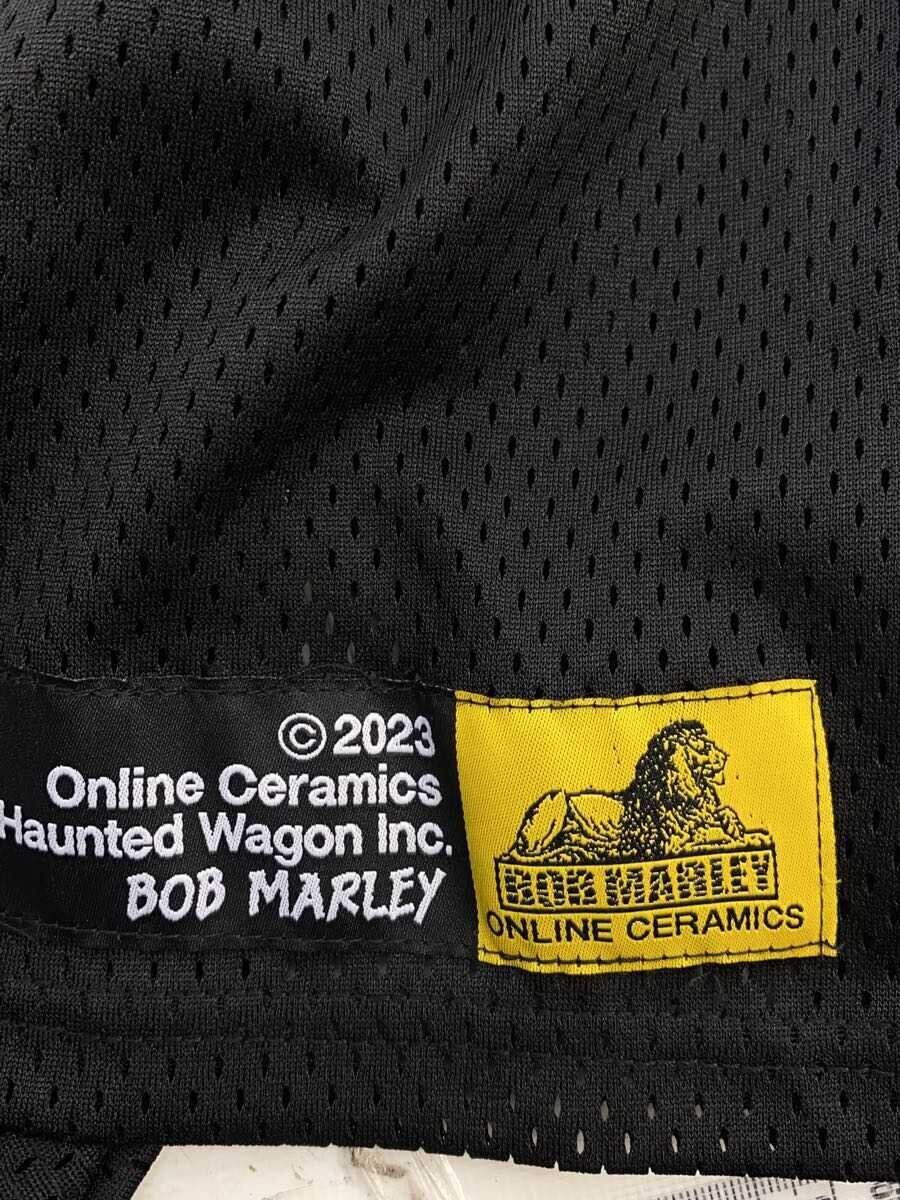 ©2023
Online Ceramics
Haunted Wagon Inc.
BOB MARLEY
BOB MARLEY
ONLINE CERAMICS